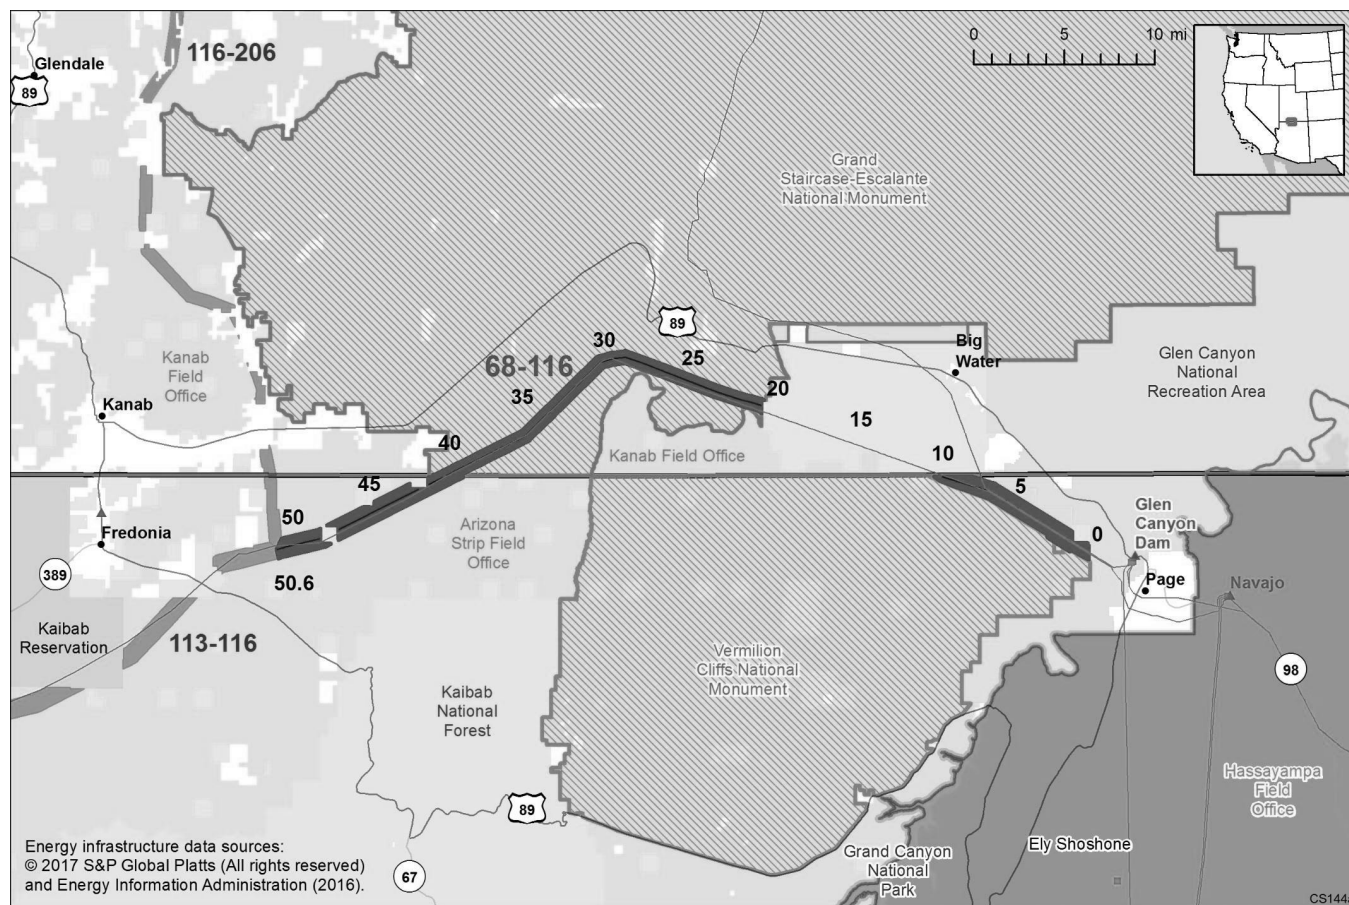 116-206
Glendale
89
0 5 10 mi
Grand
Staircase-Escalante
National Monument
Kanab
Field
Office
Kanab
89
Big
Water
Glen Canyon
National
Recreation Area
68-116
30
25
20
35
15
40
Kanab Field Office
10
45
5
50
0
Fredonia
Arizona
Strip Field
Office
Glen
Canyon
Dam
389
50.6
Page
Navajo
Kaibab
Reservation
113-116
Vermilion
Cliffs National
Monument
98
Kaibab
National
Forest
89
Hassayampa
Field
Office
Energy infrastructure data sources:
© 2017 S&P Global Platts (All rights reserved)
and Energy Information Administration (2016).
67
Grand Canyon
National
Park
Ely Shoshone